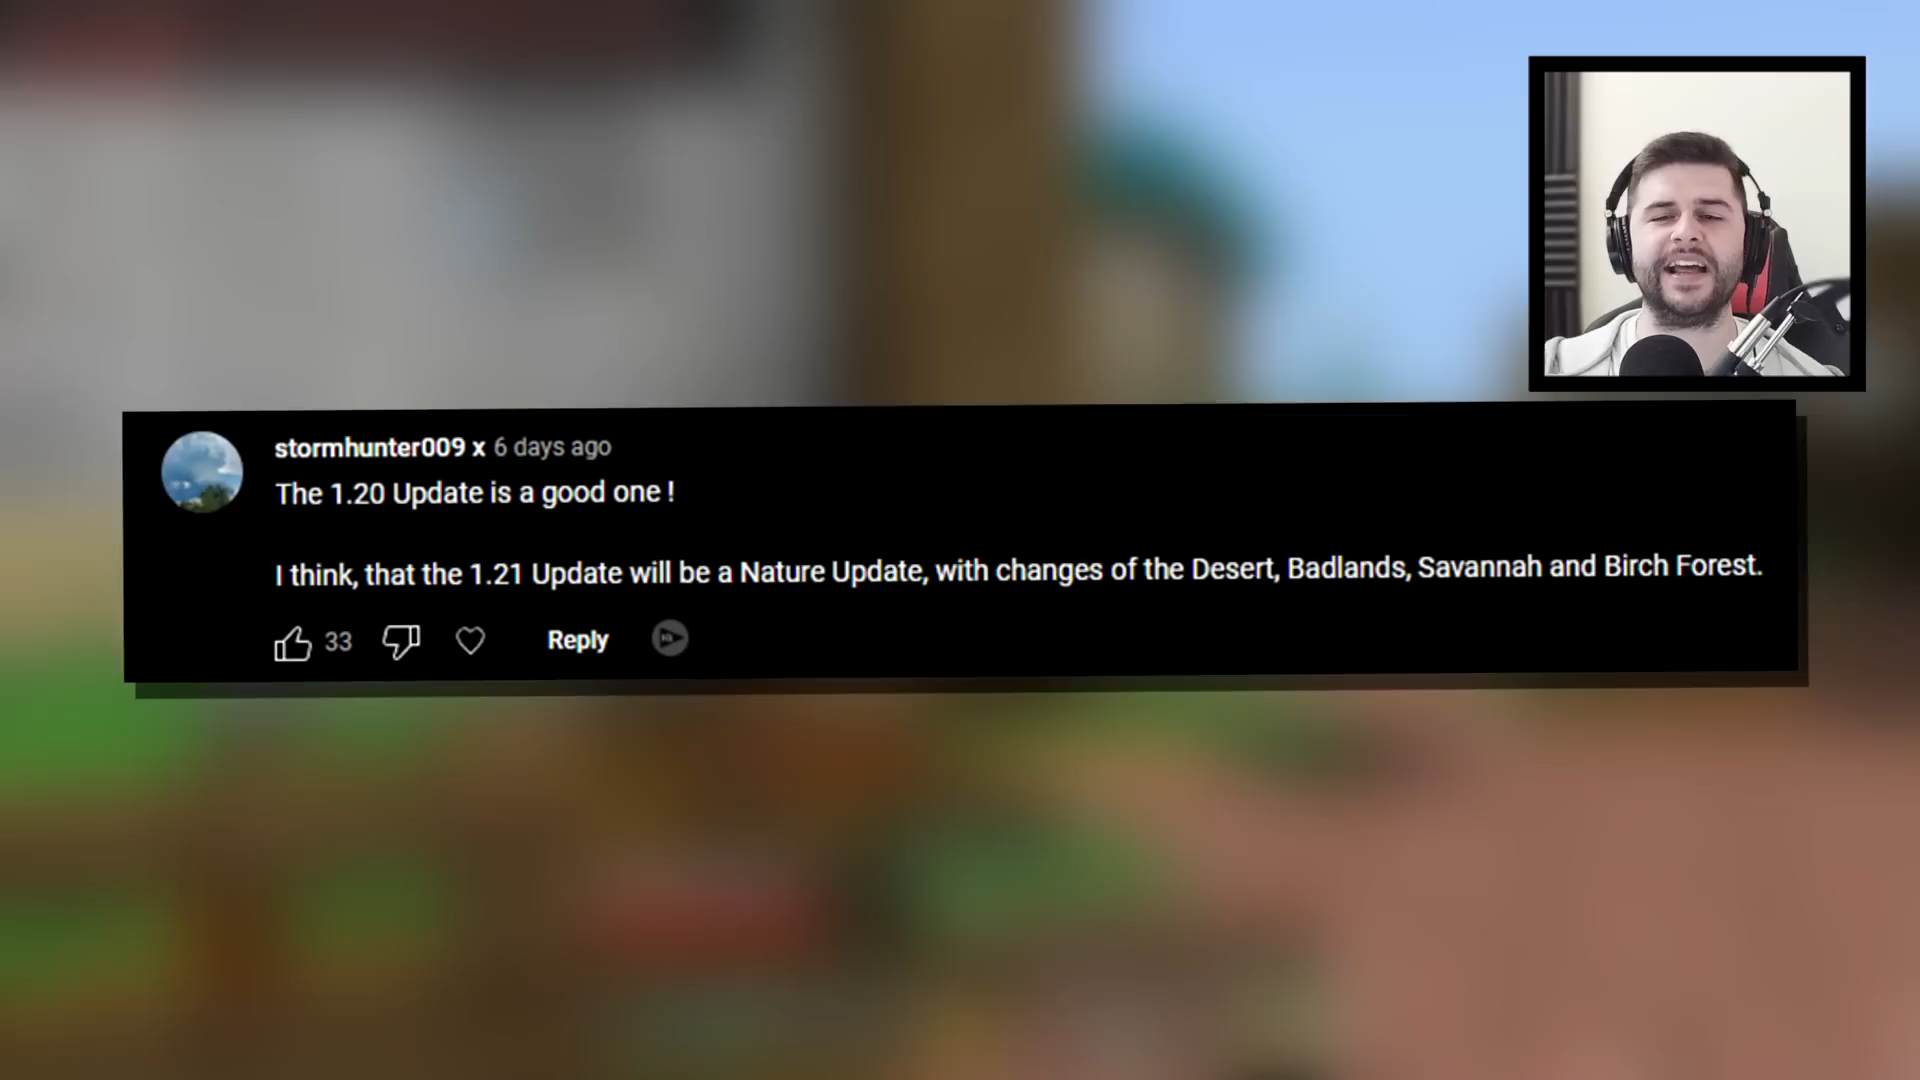 stormhunter009 x 6 days ago
The 1.20 Update is a good one !
I think, that the 1.21 Update will be a Nature Update, with changes of the Desert, Badlands, Savannah and Birch Forest.
33 Reply